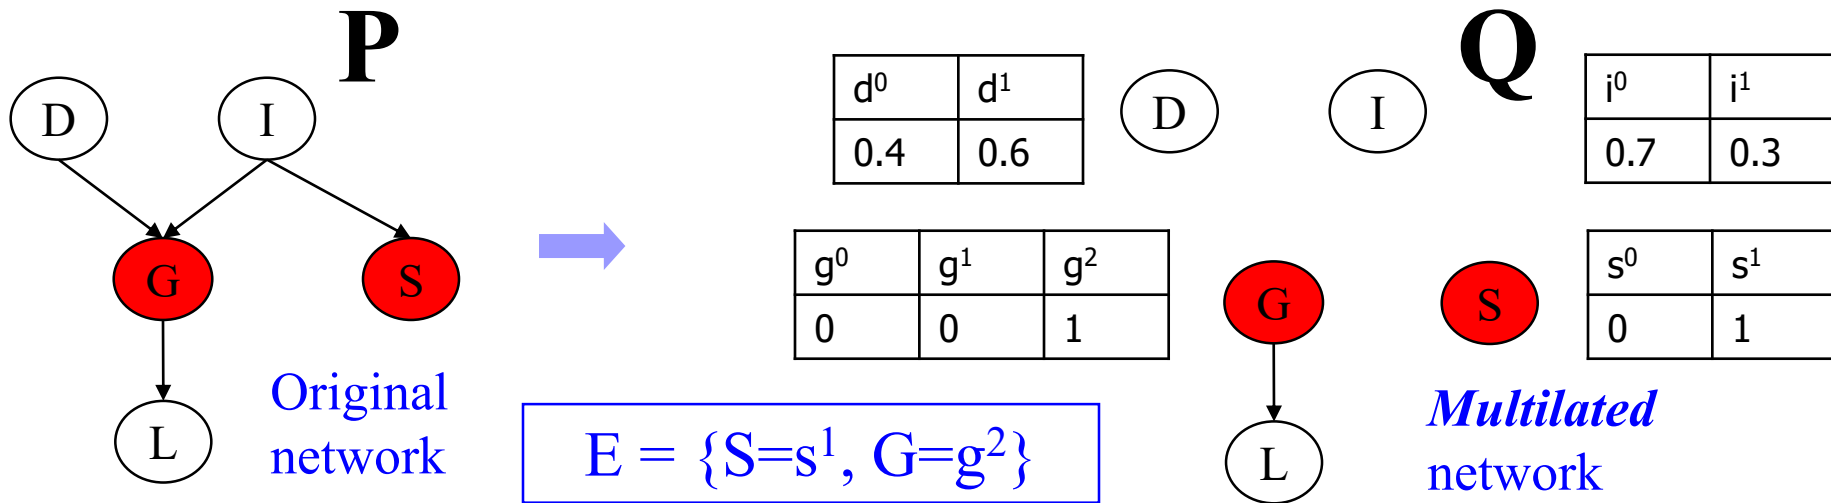 P
D
I
G
S
L
Original
network
E = {S=s¹, G=g²}
Q
d⁰ d¹
0.4 0.6
D
I
i⁰ i¹
0.7 0.3
g⁰ g¹ g²
0 0 1
G
S
s⁰ s¹
0 1
L
Multilated
network